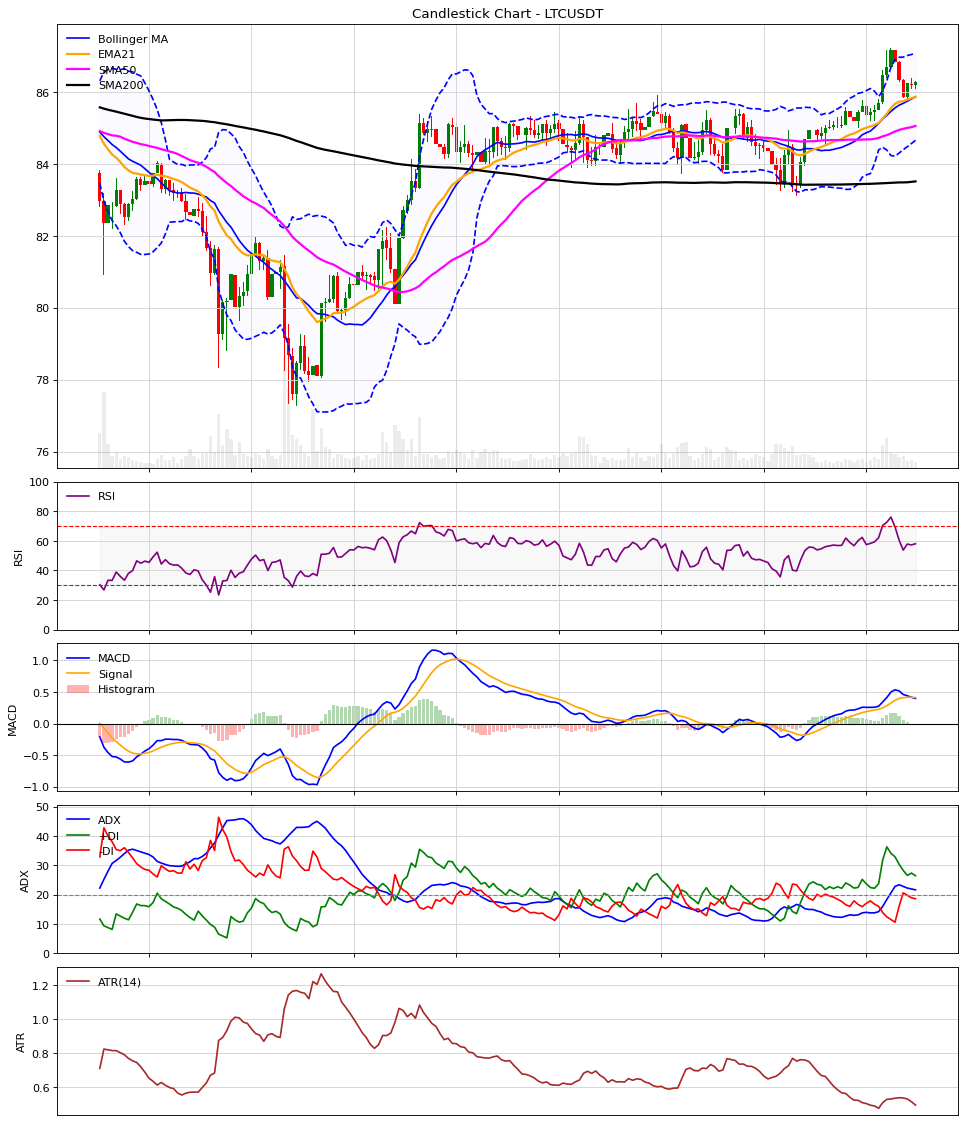 Candlestick Chart - LTCUSDT
Bollinger MA
EMA21
SMA50
SMA200
86
84
82
80
78
76
RSI
RSI
100
80
60
40
20
0
MACD
Signal
Histogram
MACD
1.0
0.5
0.0
−0.5
−1.0
ADX
+DI
-DI
ADX
50
40
30
20
10
0
ATR(14)
ATR
1.2
1.0
0.8
0.6